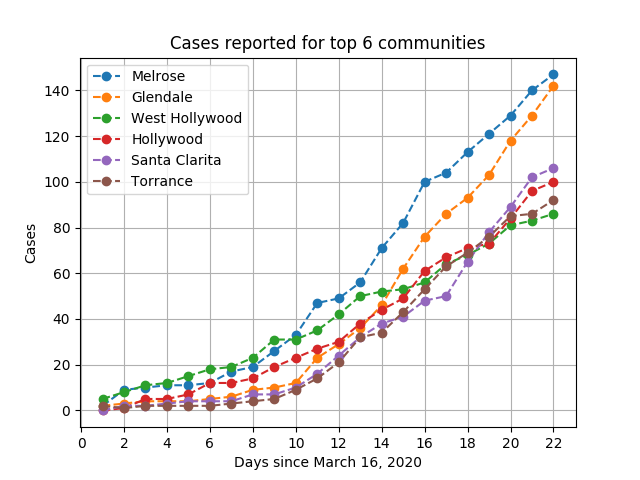 Cases reported for top 6 communities
Melrose
Glendale
West Hollywood
Hollywood
Santa Clarita
Torrance
Cases
140
120
100
80
60
40
20
0
0 2 4 6 8 10 12 14 16 18 20 22
Days since March 16, 2020